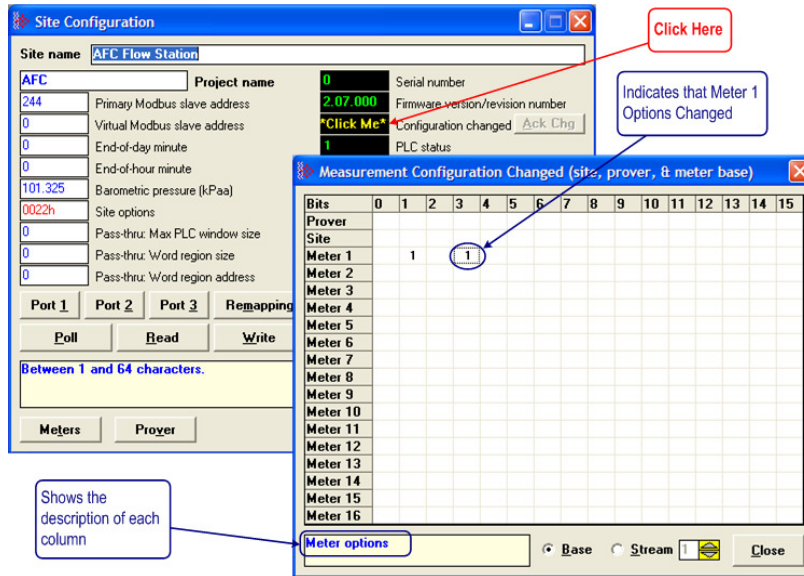 Site Configuration
Click Here
Site name AFC Flow Station
AFC Project name
0 Serial number
244 Primary Modbus slave address
2.07.000 Firmware version/revision number
0 Virtual Modbus slave address
*Click Me* Configuration changed Ack Chg
0 End-of-day minute
1 PLC status
0 End-of-hour minute
101.325 Barometric pressure (kPaa)
0022h Site options
0 Pass-thru: Max PLC window size
0 Pass-thru: Word region size
0 Pass-thru: Word region address
Port 1 Port 2 Port 3 Remapping
Poll Read Write
Between 1 and 64 characters.
Meters Prover
Indicates that Meter 1
Options Changed
Measurement Configuration Changed (site, prover, & meter base)
Bits 0 1 2 3 4 5 6 7 8 9 10 11 12 13 14 15
Prover
Site
Meter 1 1 1
Meter 2
Meter 3
Meter 4
Meter 5
Meter 6
Meter 7
Meter 8
Meter 9
Meter 10
Meter 11
Meter 12
Meter 13
Meter 14
Meter 15
Meter 16
Shows the
description of each
column
Meter options
Base Stream 1 Close